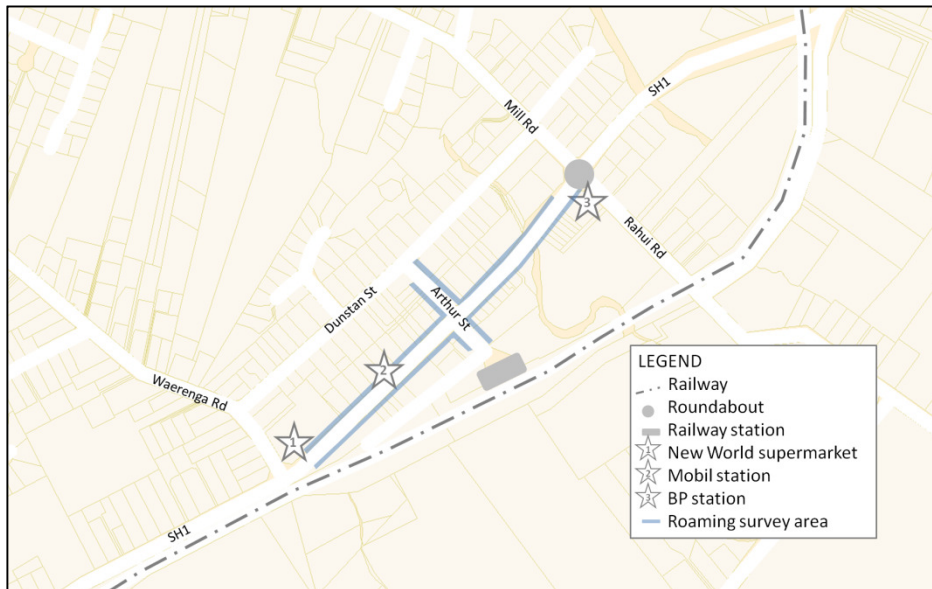 SH1
Mill Rd
3
Rahui Rd
Dunstan St
Arthur St
2
Waerenga Rd
1
SH1
LEGEND
Railway
Roundabout
Railway station
1 New World supermarket
2 Mobil station
3 BP station
Roaming survey area